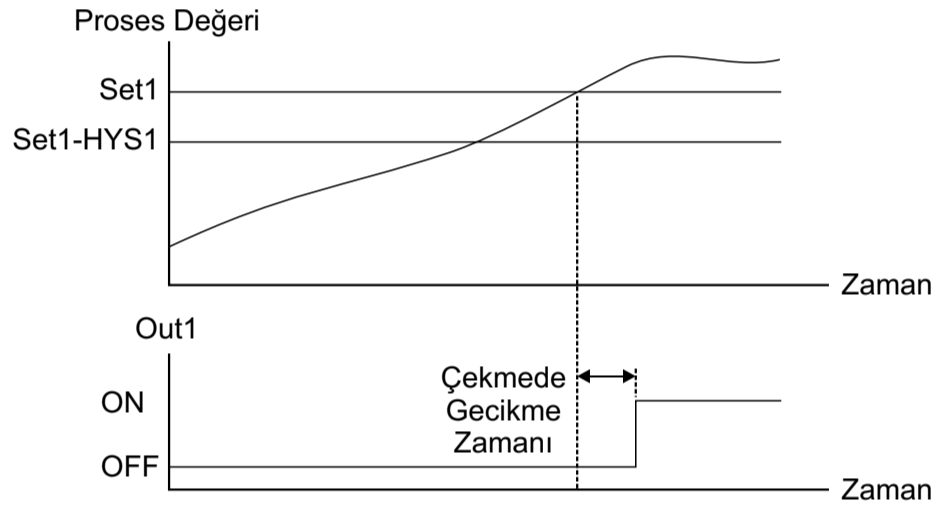 Proses Değeri
Set1
Set1-HYS1
Zaman
Out1
Çekmede
Gecikme
Zamanı
ON
OFF
Zaman